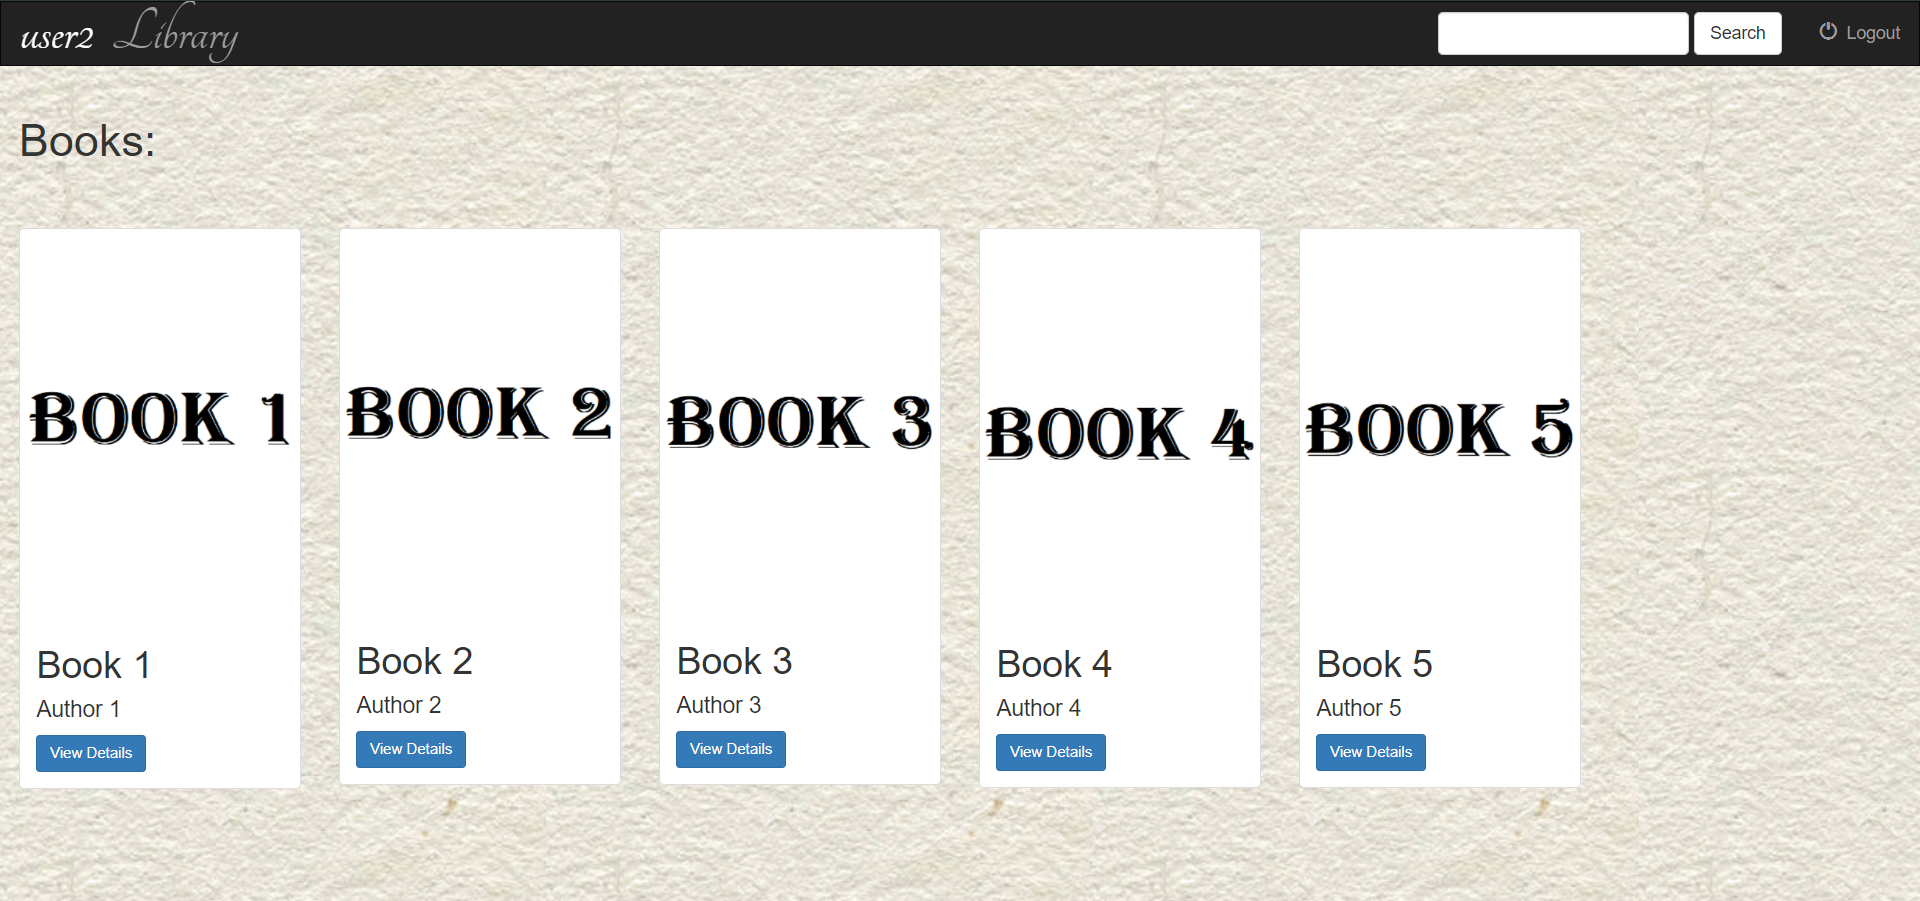 user2 Library Search Logout
Books:
BOOK 1
BOOK 2
BOOK 3
BOOK 4
BOOK 5
Book 1
Author 1
View Details
Book 2
Author 2
View Details
Book 3
Author 3
View Details
Book 4
Author 4
View Details
Book 5
Author 5
View Details